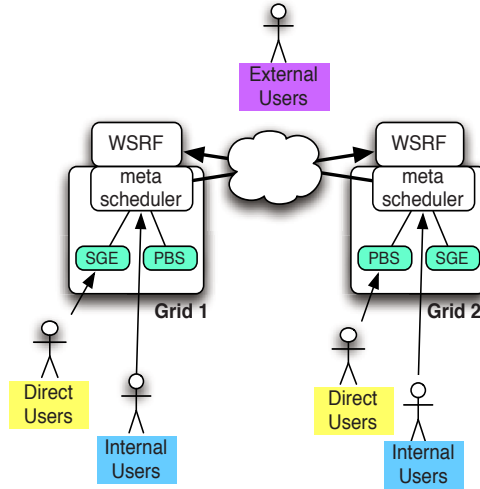 External
Users
WSRF
WSRF
meta
scheduler
meta
scheduler
SGE
PBS
PBS
SGE
Grid 1
Grid 2
Direct
Users
Direct
Users
Internal
Users
Internal
Users